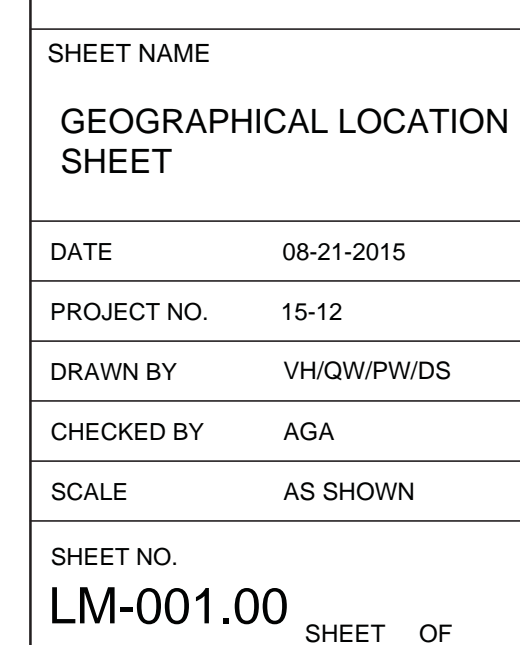 SHEET NAME
GEOGRAPHICAL LOCATION
SHEET
DATE 08-21-2015
PROJECT NO. 15-12
DRAWN BY VH/QW/PW/DS
CHECKED BY AGA
SCALE AS SHOWN
SHEET NO.
LM-001.00 SHEET OF